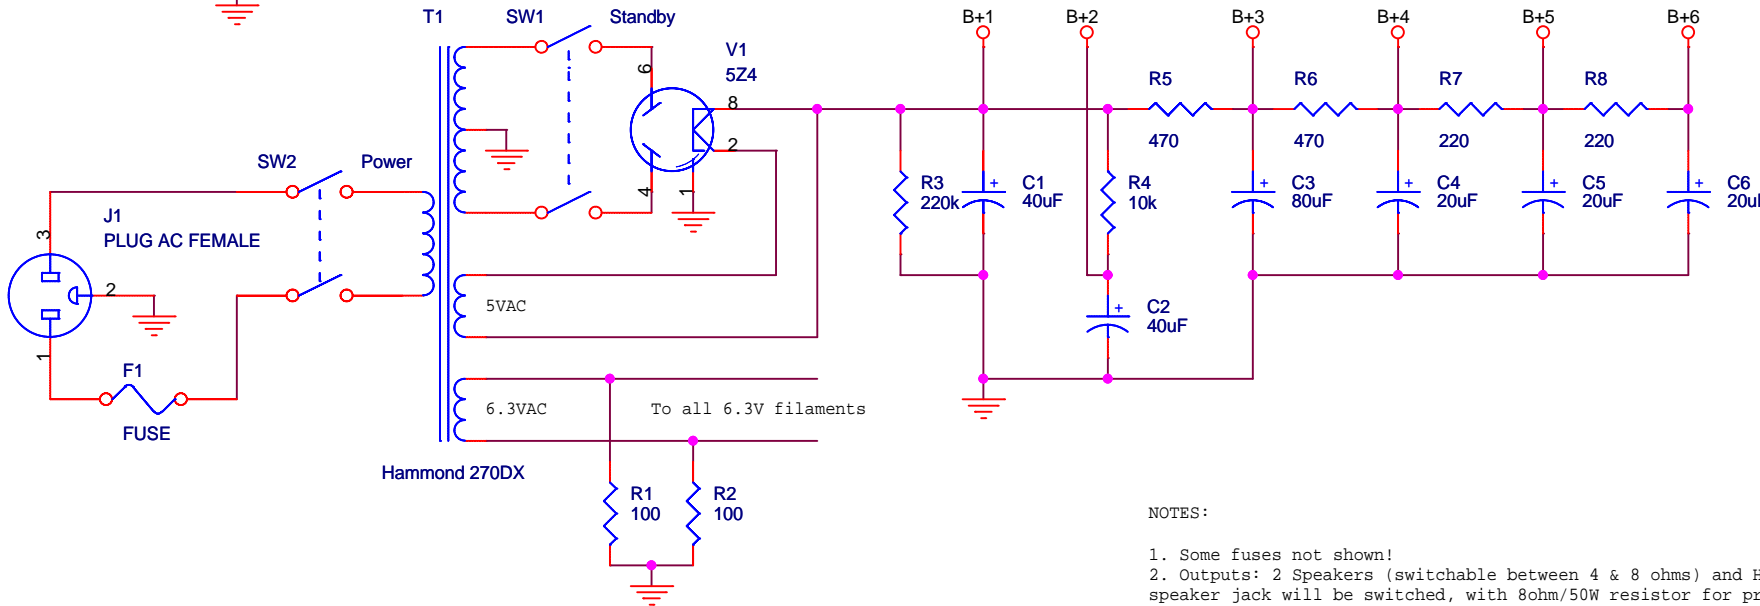 T1
SW1
Standby
B+1
B+2
B+3
B+4
B+5
B+6
V1
5Z4
6
8
2
4
1
R5
470
R6
470
R7
220
R8
220
SW2
Power
R3
220k
C1
40uF
R4
10k
C3
80uF
C4
20uF
C5
20uF
C6
J1
PLUG AC FEMALE
3
2
1
5VAC
C2
40uF
F1
FUSE
6.3VAC
To all 6.3V filaments
Hammond 270DX
R1
100
R2
100
NOTES:
1. Some fuses not shown!
2. Outputs: 2 Speakers (switchable between 4 & 8 ohms) and
speaker jack will be switched, with 8ohm/50W resistor for